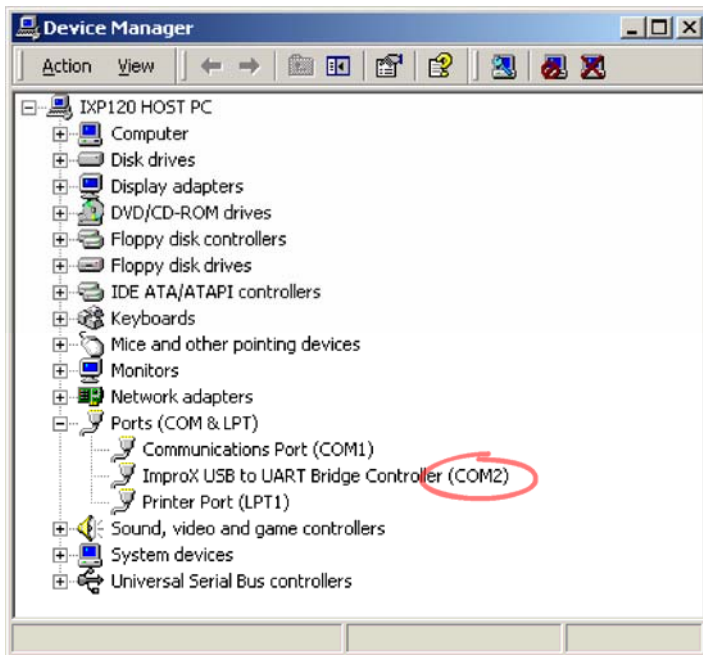 Device Manager
Action View
IXP120 HOST PC
Computer
Disk drives
Display adapters
DVD/CD-ROM drives
Floppy disk controllers
Floppy disk drives
IDE ATA/ATAPI controllers
Keyboards
Mice and other pointing devices
Monitors
Network adapters
Ports (COM & LPT)
Communications Port (COM1)
ImproX USB to UART Bridge Controller (COM2)
Printer Port (LPT1)
Sound, video and game controllers
System devices
Universal Serial Bus controllers